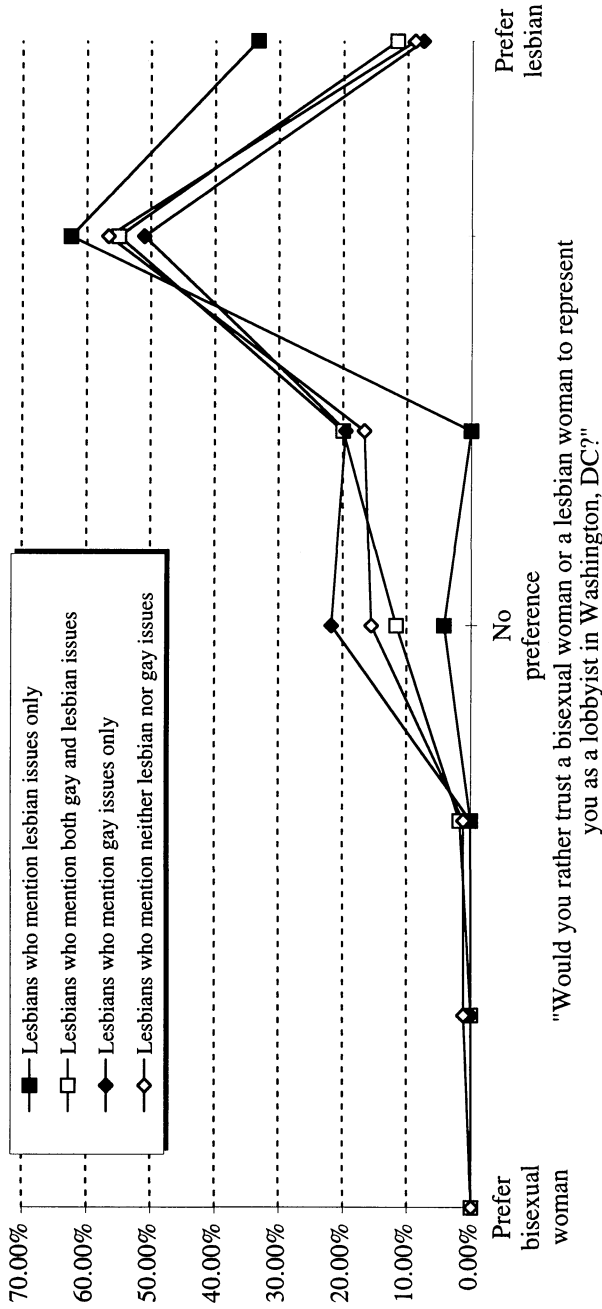 70.00%
60.00%
50.00%
40.00%
30.00%
20.00%
10.00%
0.00%
Lesbians who mention lesbian issues only
Lesbians who mention both gay and lesbian issues
Lesbians who mention gay issues only
Lesbians who mention neither lesbian nor gay issues
Prefer
bisexual
woman
No
preference
Prefer
lesbian
"Would you rather trust a bisexual woman or a lesbian woman to represent
you as a lobbyist in Washington, DC?"